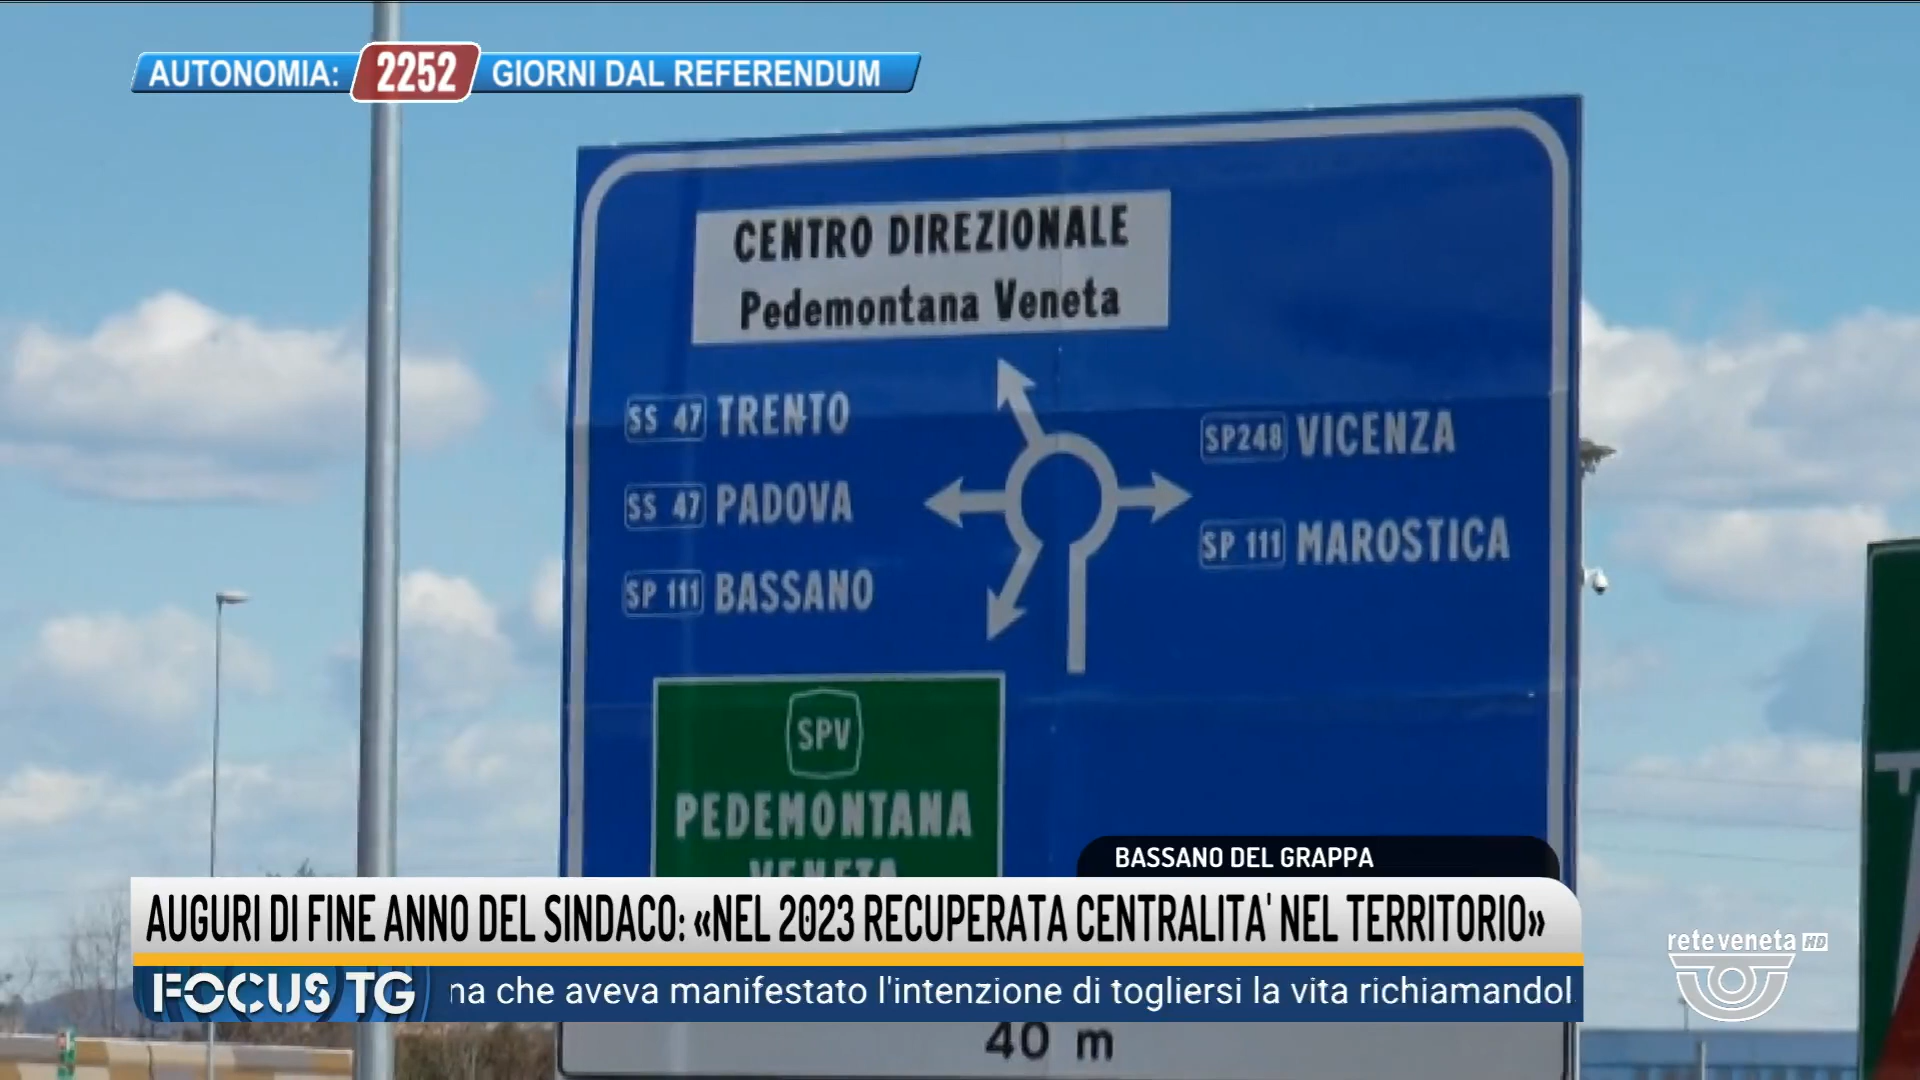 AUTONOMIA: 2252 GIORNI DAL REFERENDUM
CENTRO DIREZIONALE
Pedemontana Veneta
SS 47 TRENTO
SS 47 PADOVA
SP 111 BASSANO
SP248 VICENZA
SP 111 MAROSTICA
SPV
PEDEMONTANA
VENETA
BASSANO DEL GRAPPA
AUGURI DI FINE ANNO DEL SINDACO: «NEL 2023 RECUPERATA CENTRALITA' NEL TERRITORIO»
FOCUS TG
na che aveva manifestato l'intenzione di togliersi la vita richiamandol
reteveneta HD
40 m